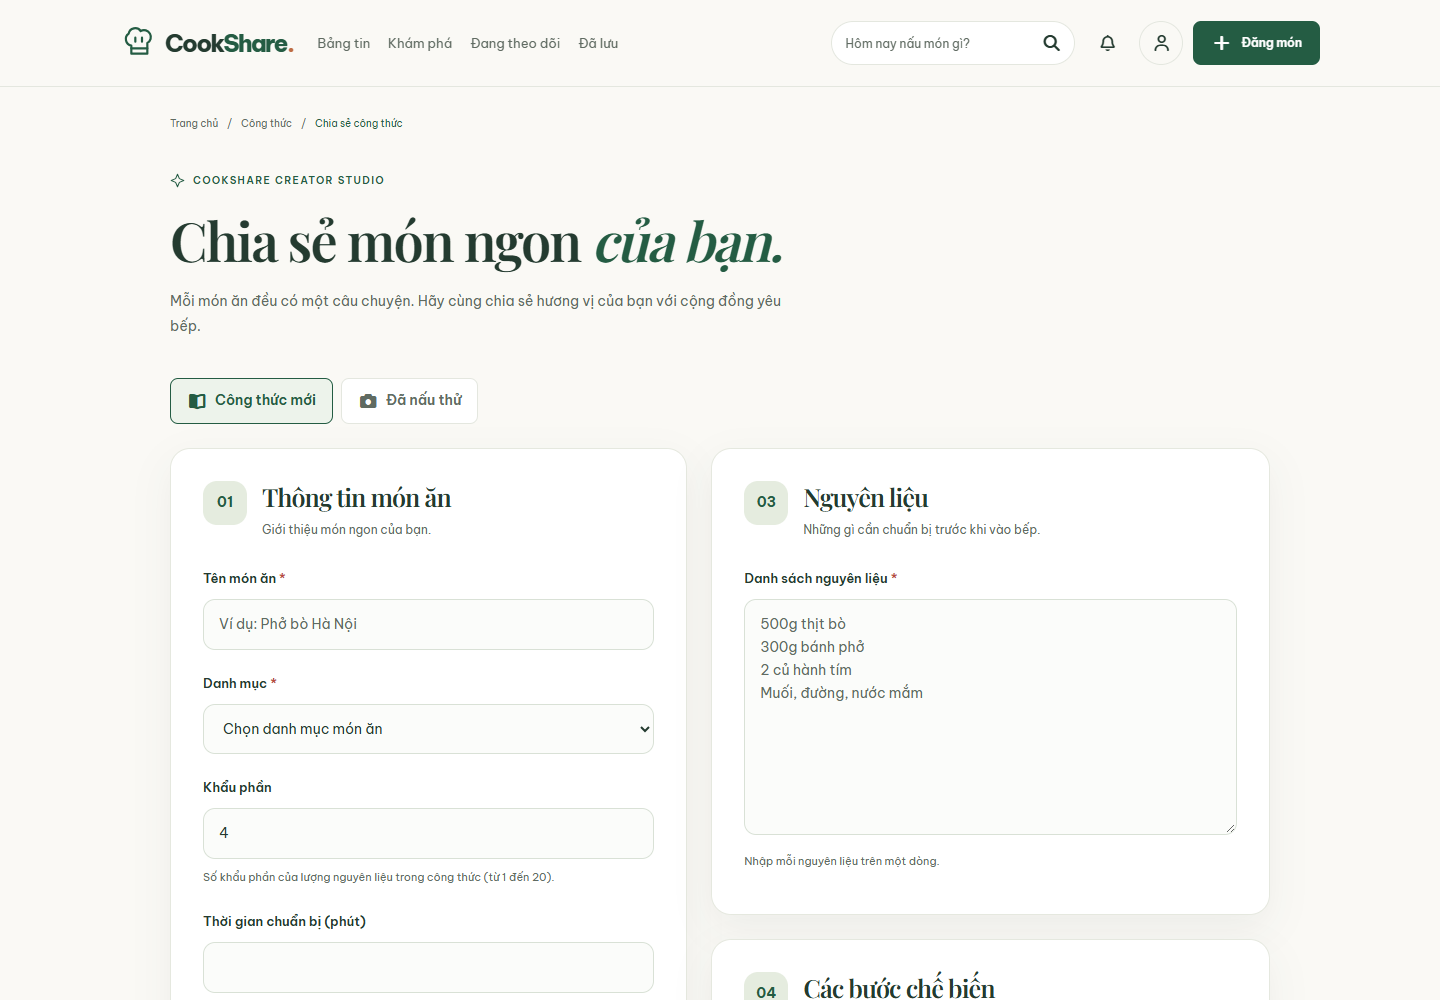 CookShare.
Bảng tin
Khám phá
Đang theo dõi
Đã lưu
Hôm nay nấu món gì?
Đăng món
Trang chủ / Công thức / Chia sẻ công thức
COOKSHARE CREATOR STUDIO
Chia sẻ món ngon của bạn.
Mỗi món ăn đều có một câu chuyện. Hãy cùng chia sẻ hương vị của bạn với cộng đồng yêu
bếp.
Công thức mới
Đã nấu thử
01
Thông tin món ăn
Giới thiệu món ngon của bạn.
Tên món ăn *
Ví dụ: Phở bò Hà Nội
Danh mục *
Chọn danh mục món ăn
Khẩu phần
4
Số khẩu phần của lượng nguyên liệu trong công thức (từ 1 đến 20).
Thời gian chuẩn bị (phút)
03
Nguyên liệu
Những gì cần chuẩn bị trước khi vào bếp.
Danh sách nguyên liệu *
500g thịt bò
300g bánh phở
2 củ hành tím
Muối, đường, nước mắm
Nhập mỗi nguyên liệu trên một dòng.
04
Các bước chế biến